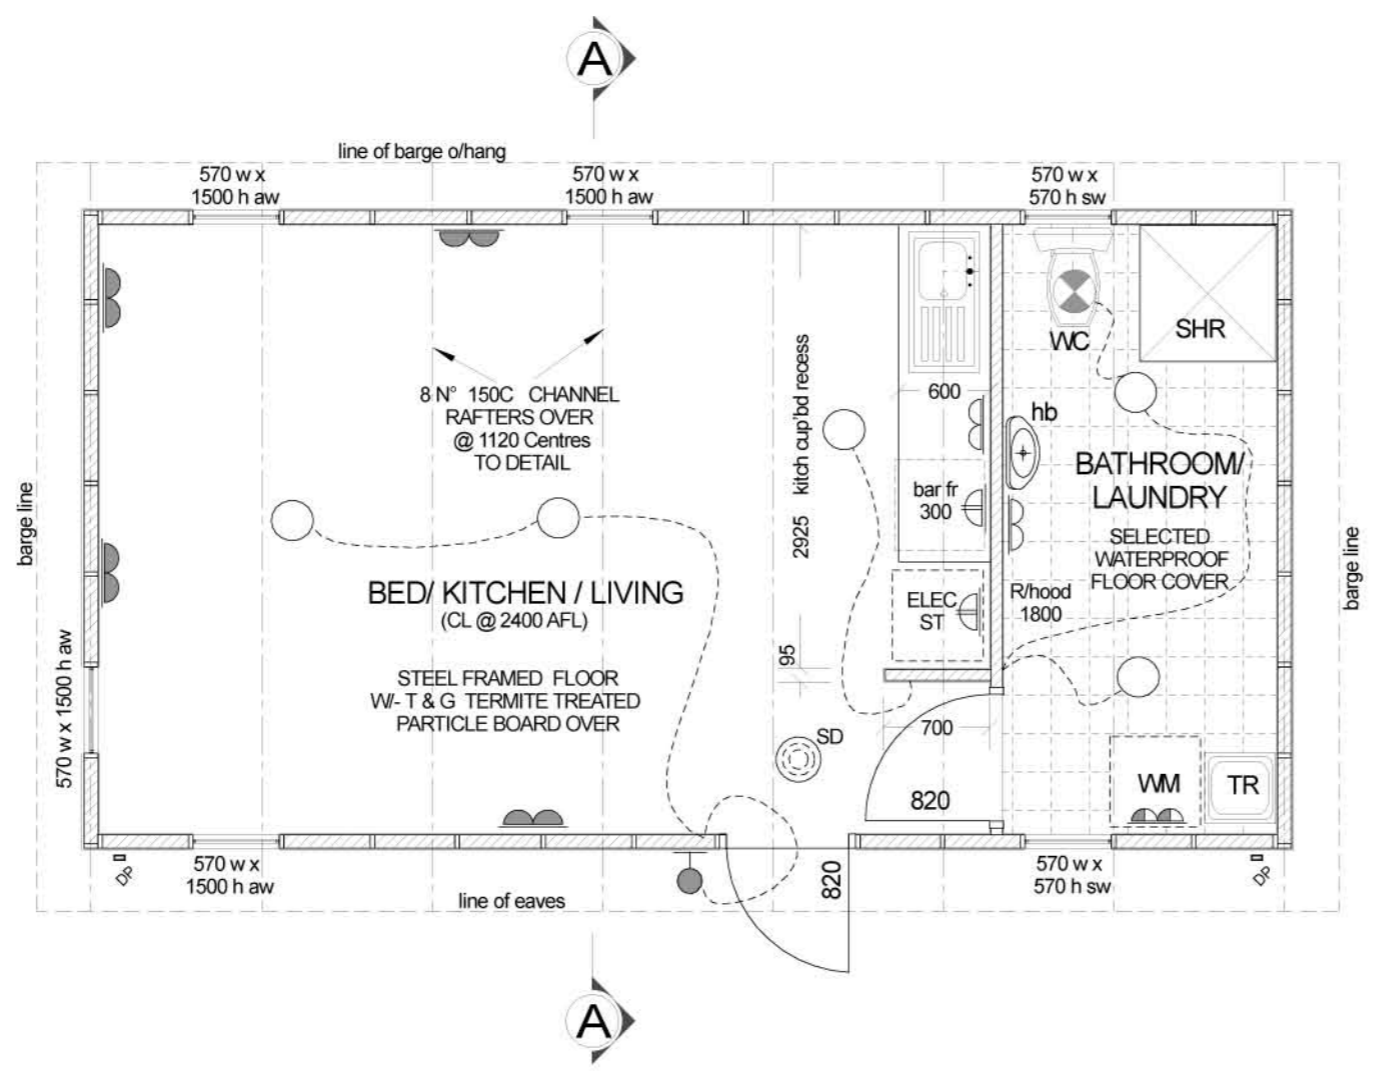 A
line of barge o/hang
570 w x
1500 h aw
570 w x
1500 h aw
570 w x
570 h sw
WC
SHR
600
hb
kitch cup'bd recess
2925
8 N° 150C CHANNEL
RAFTERS OVER
@ 1120 Centres
TO DETAIL
BATHROOM/
LAUNDRY
bar fr
300
SELECTED
WATERPROOF
FLOOR COVER
barge line
barge line
BED/ KITCHEN / LIVING
(CL @ 2400 AFL)
ELEC
ST
R/hood
1800
95
STEEL FRAMED FLOOR
W/- T & G TERMITE TREATED
PARTICLE BOARD OVER
570 w x 1500 h aw
700
SD
820
WM
TR
DP
570 w x
1500 h aw
820
570 w x
570 h sw
DP
line of eaves
A